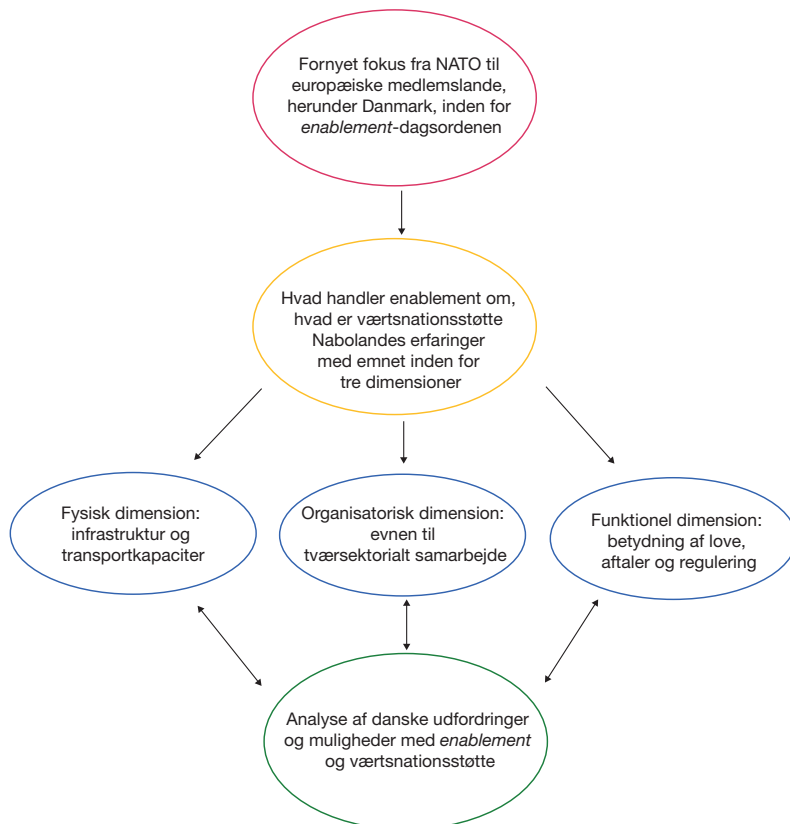 Fornyet fokus fra NATO til
europæiske medlemslande,
herunder Danmark, inden for
enablement-dagsordenen
Hvad handler enablement om,
hvad er værtsnationsstøtte
Nabolandes erfaringer
med emnet inden for
tre dimensioner
Fysisk dimension:
infrastruktur og
transportkapaciter
Organisatorisk dimension:
evnen til
tværsektorialt samarbejde
Funktionel dimension:
betydning af love,
aftaler og regulering
Analyse af danske udfordringer
og muligheder med enablement
og værtsnationsstøtte